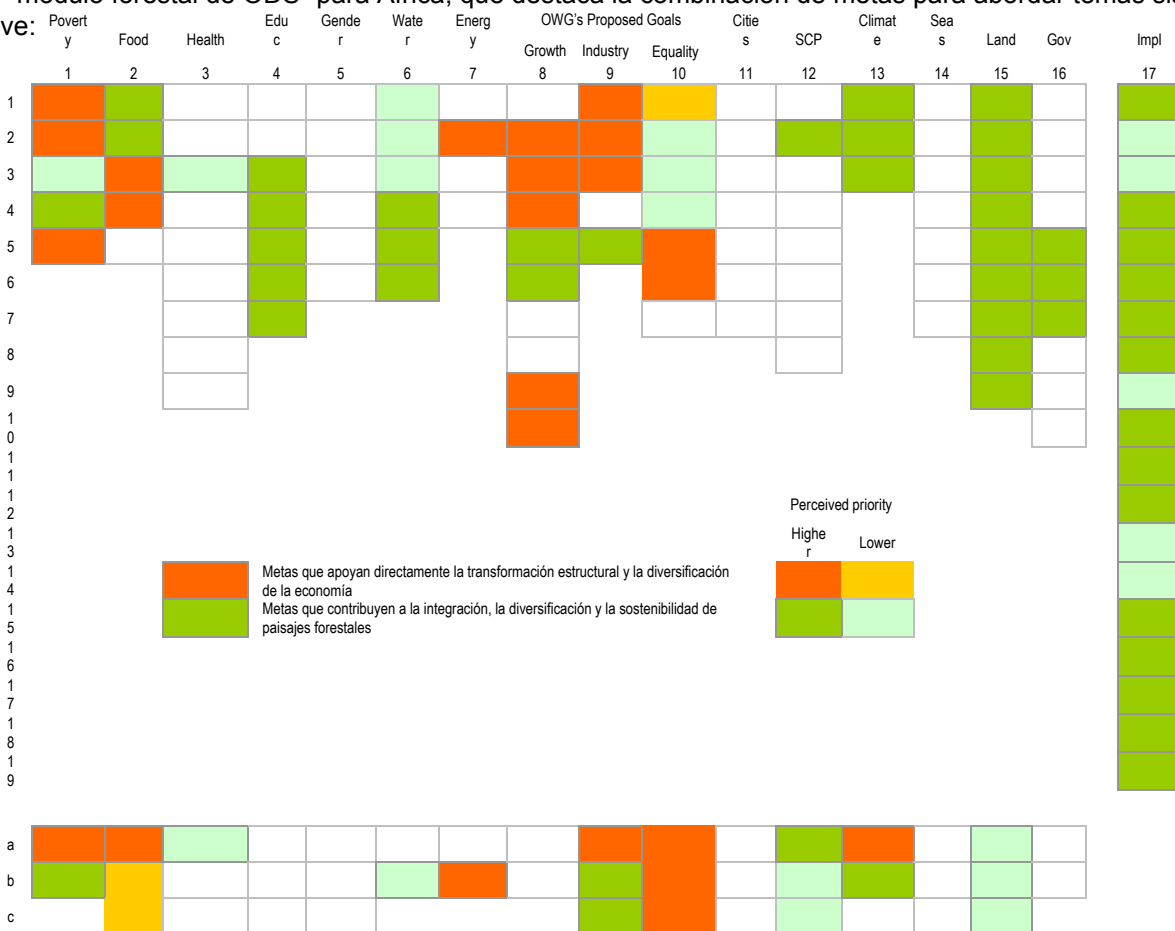 módulo forestal de ODS" para África, que destaca la combinación de metas para abordar temas
ve:
Povert
y
Food
Health
Edu
c
Gende
r
Wate
r
Energ
y
OWG's Proposed Goals
Growth
Industry
Equality
Citie
s
SCP
Climat
e
Sea
s
Land
Gov
Impl
1 2 3 4 5 6 7 8 9 10 11 12 13 14 15 16 17
1
2
3
4
5
6
7
8
9
1
0
1
1
1
2
1
3
1
4
1
5
1
6
1
7
1
8
1
9
Perceived priority
Highe
r
Lower
Metas que apoyan directamente la transformación estructural y la diversificación
de la economía
Metas que contribuyen a la integración, la diversificación y la sostenibilidad de
paisajes forestales
a
b
c